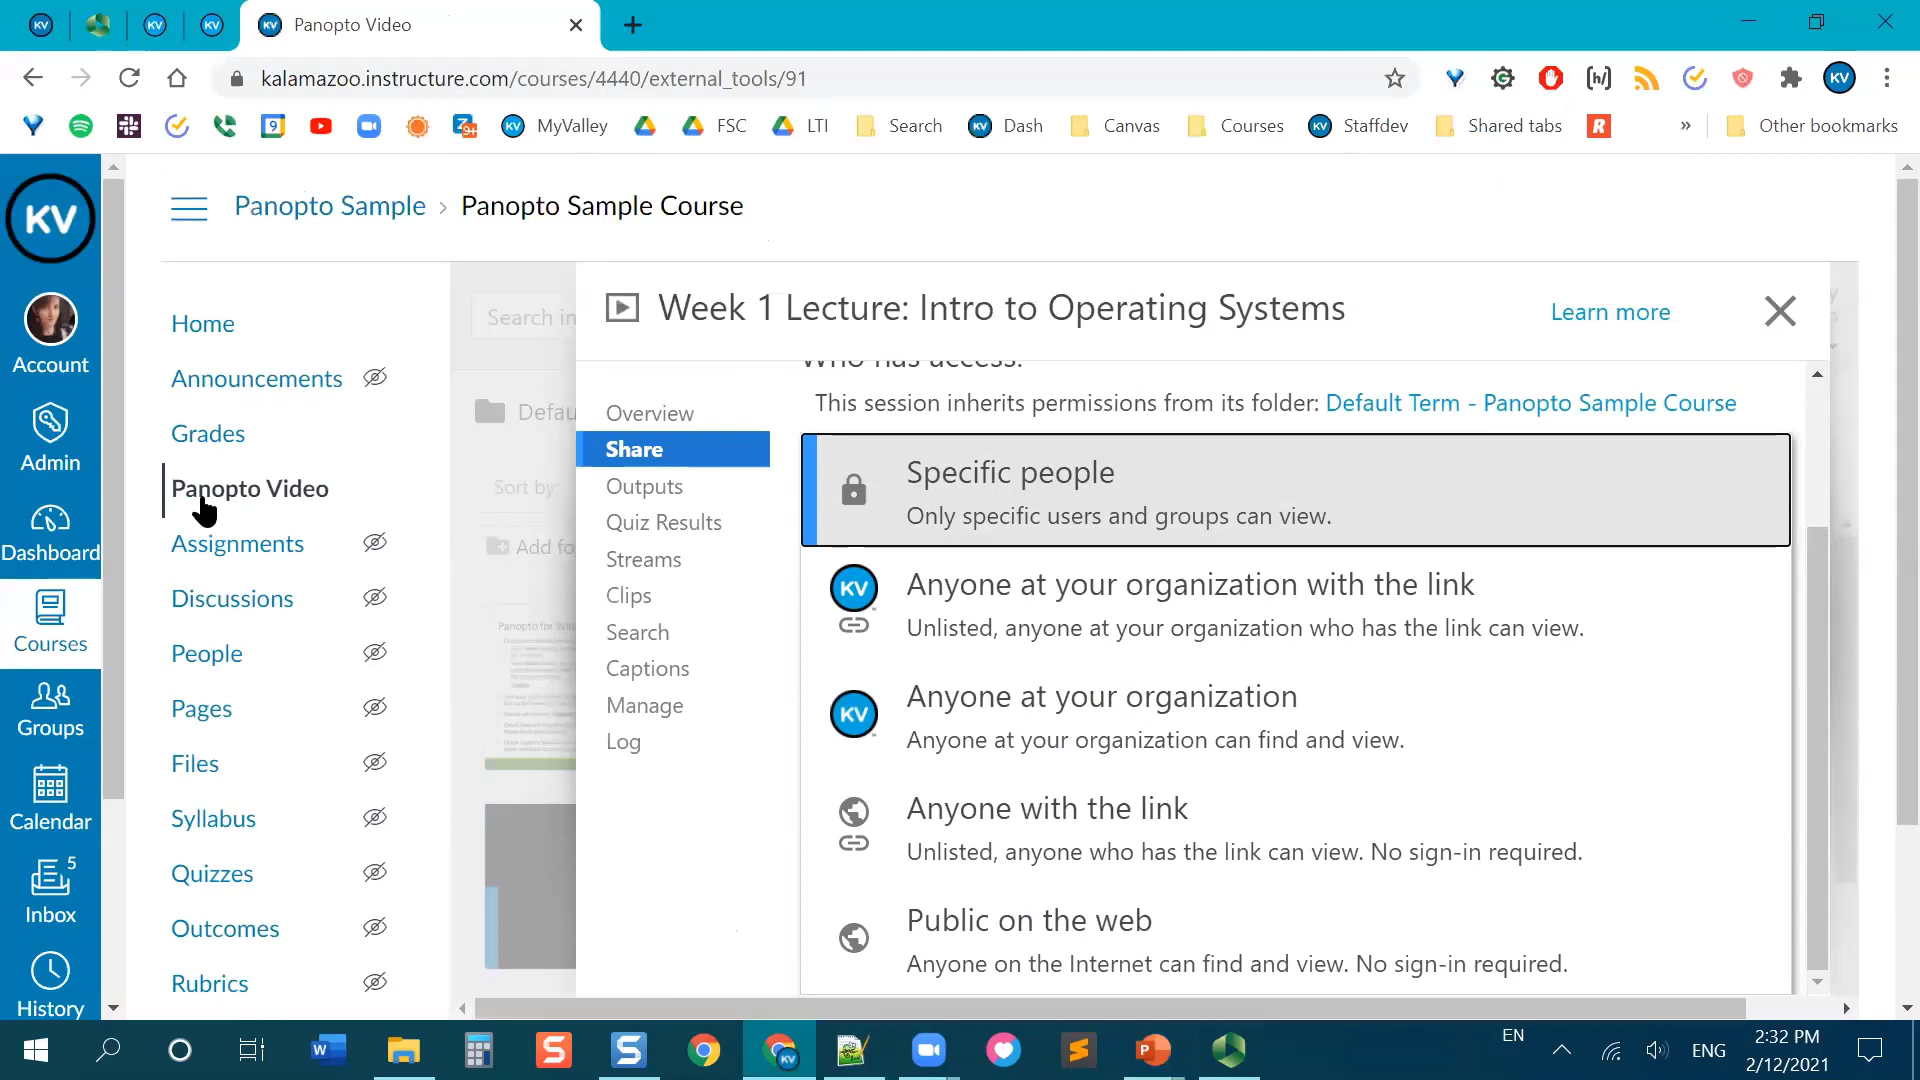 Panopto Video
kalamazoo.instructure.com/courses/4440/external_tools/91
MyValley
FSC
LTI
Search
Dash
Canvas
Courses
Staffdev
Shared tabs
Other bookmarks
Panopto Sample › Panopto Sample Course
KV
Account
Admin
Dashboard
Courses
Groups
Calendar
5
Inbox
History
Home
Announcements
Grades
Panopto Video
Assignments
Discussions
People
Pages
Files
Syllabus
Quizzes
Outcomes
Rubrics
Search in
Defau
Sort by
Add fo
Week 1 Lecture: Intro to Operating Systems
Learn more
Overview
Share
Outputs
Quiz Results
Streams
Clips
Search
Captions
Manage
Log
Who has access:
This session inherits permissions from its folder: Default Term - Panopto Sample Course
Specific people
Only specific users and groups can view.
Anyone at your organization with the link
Unlisted, anyone at your organization who has the link can view.
Anyone at your organization
Anyone at your organization can find and view.
Anyone with the link
Unlisted, anyone who has the link can view. No sign-in required.
Public on the web
Anyone on the Internet can find and view. No sign-in required.
EN
ENG
2:32 PM
2/12/2021